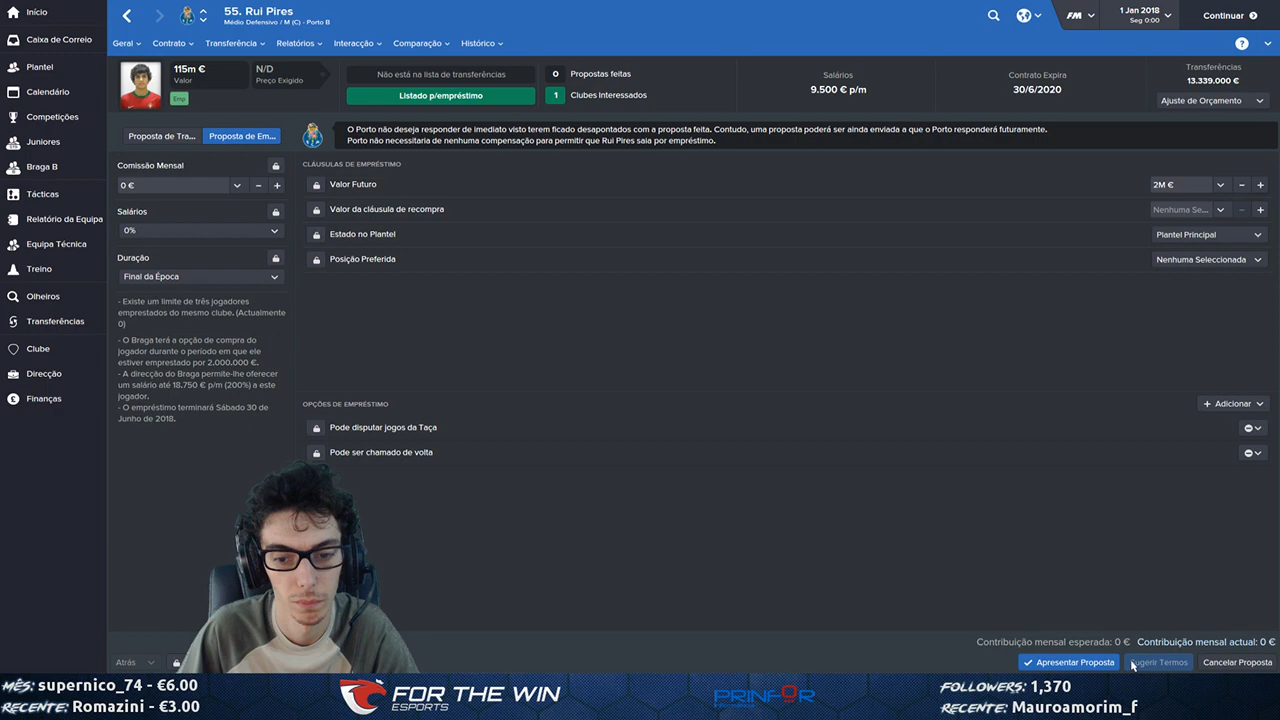 Início
Caixa de Correio
Plantel
Calendário
Competições
Juniores
Braga B
Tácticas
Relatório da Equipa
Equipa Técnica
Treino
Olheiros
Transferências
Clube
Direcção
Finanças
55. Rui Pires
Médio Defensivo / M (C) - Porto B
FM
1 Jan 2018
Seg 0:00
Continuar
Geral
Contrato
Transferência
Relatórios
Interacção
Comparação
Histórico
?
115m €
Valor
Emp
N/D
Preço Exigido
Não está na lista de transferências
Listado p/empréstimo
0 Propostas feitas
1 Clubes Interessados
Salários
9.500 € p/m
Contrato Expira
30/6/2020
Transferências
13.339.000 €
Ajuste de Orçamento
Proposta de Tra...
Proposta de Em...
O Porto não deseja responder de imediato visto terem ficado desapontados com a proposta feita. Contudo, uma proposta poderá ser ainda enviada a que o Porto responderá futuramente.
Porto não necessitaria de nenhuma compensação para permitir que Rui Pires saia por empréstimo.
Comissão Mensal
0 €
Salários
0%
Duração
Final da Época
- Existe um limite de três jogadores
emprestados do mesmo clube. (Actualmente
0)
- O Braga terá a opção de compra do
jogador durante o período em que ele
estiver emprestado por 2.000.000 €.
- A direcção do Braga permite-lhe oferecer
um salário até 18.750 € p/m (200%) a este
jogador.
- O empréstimo terminará Sábado 30 de
Junho de 2018.
CLÁUSULAS DE EMPRÉSTIMO
Valor Futuro
2M €
Valor da cláusula de recompra
Nenhuma Se...
Estado no Plantel
Plantel Principal
Posição Preferida
Nenhuma Seleccionada
OPÇÕES DE EMPRÉSTIMO
+ Adicionar
Pode disputar jogos da Taça
Pode ser chamado de volta
Contribuição mensal esperada: 0 € Contribuição mensal actual: 0 €
Atrás
Apresentar Proposta
Sugerir Termos
Cancelar Proposta
MÊS: supernico_74 - €6.00
RECENTE: Romazini - €3.00
FOR THE WIN
ESPORTS
PRINFOR
FOLLOWERS: 1,370
RECENTE: Mauroamorim_f